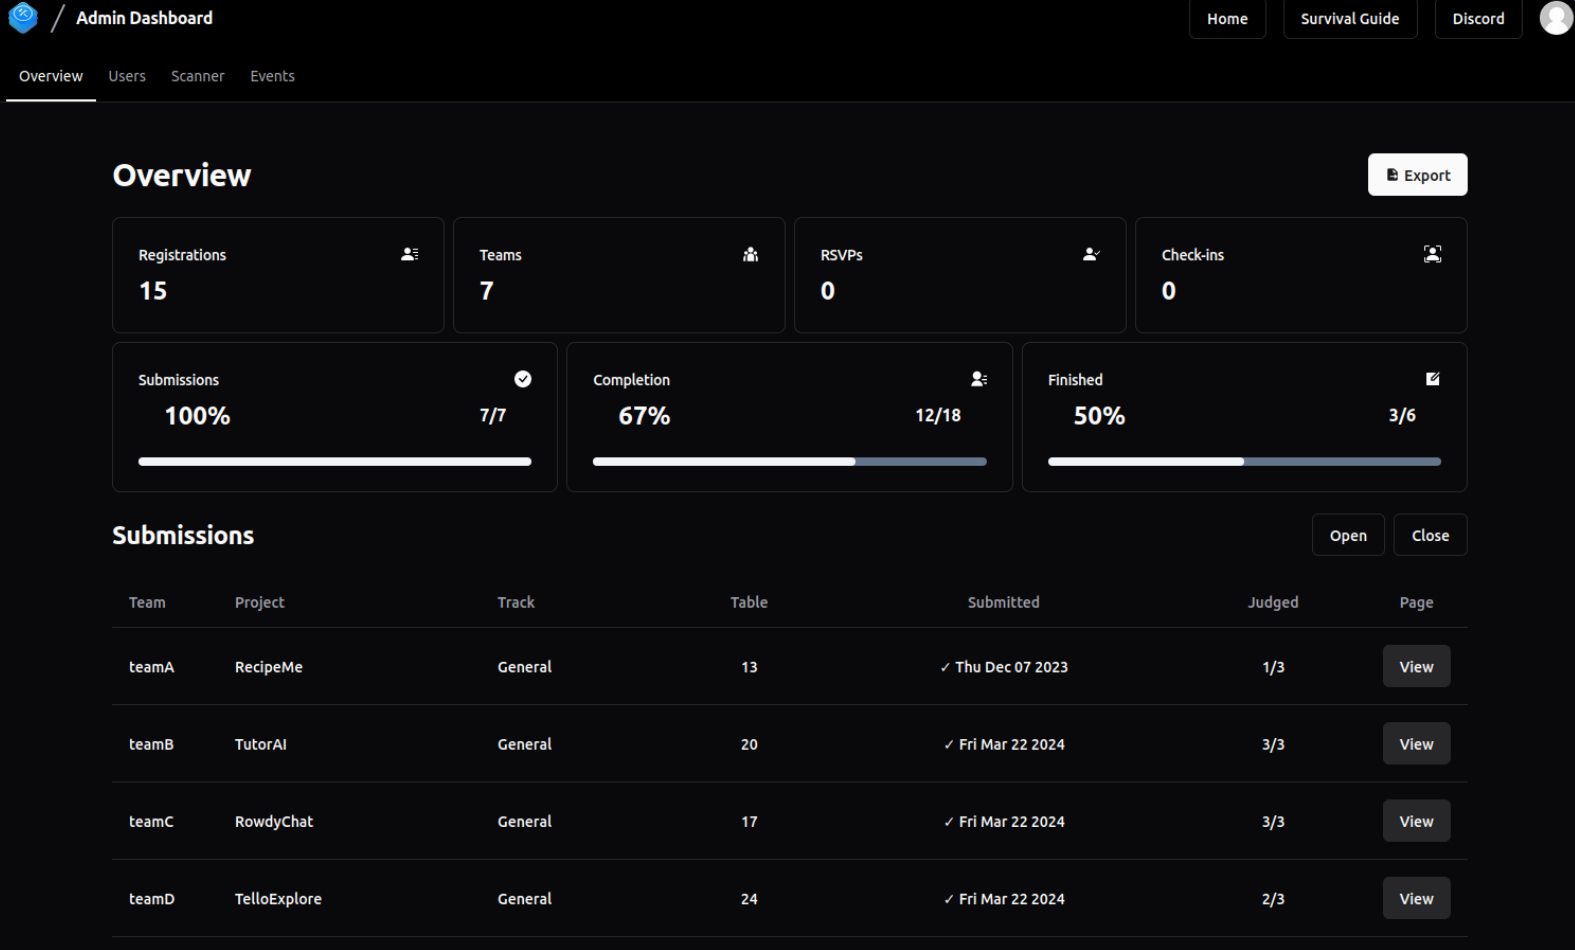 Admin Dashboard Home Survival Guide Discord
Overview Users Scanner Events
Overview
Export
Registrations
15
Teams
7
RSVPs
0
Check-ins
0
Submissions
100% 7/7
Completion
67% 12/18
Finished
50% 3/6
Submissions
Open Close
Team Project Track Table Submitted Judged Page
teamA RecipeMe General 13 ✓ Thu Dec 07 2023 1/3 View
teamB TutorAI General 20 ✓ Fri Mar 22 2024 3/3 View
teamC RowdyChat General 17 ✓ Fri Mar 22 2024 3/3 View
teamD TelloExplore General 24 ✓ Fri Mar 22 2024 2/3 View